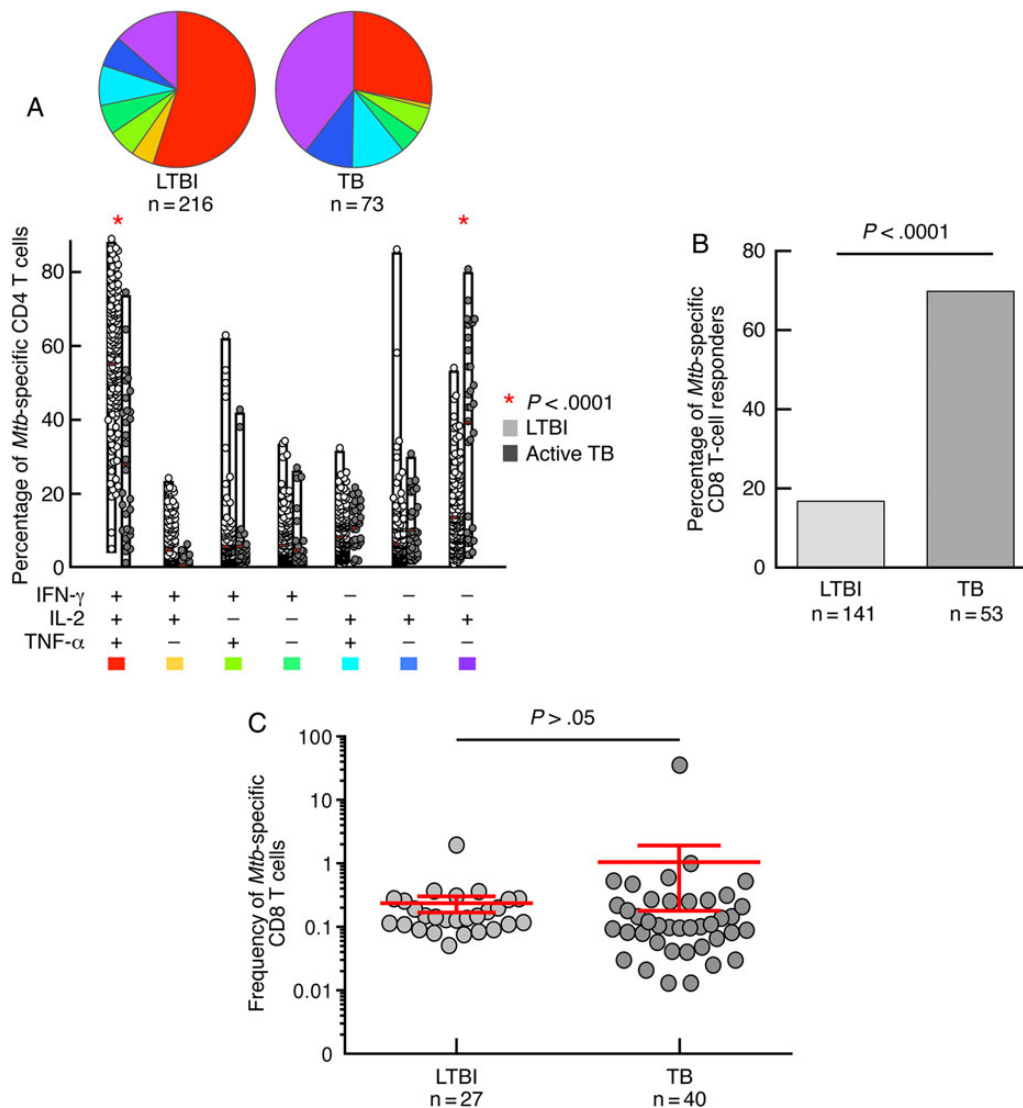 A
LTBI
n=216
TB
n=73
* *
Percentage of Mtb-specific CD4 T cells
80
60
40
20
0
* P<.0001
LTBI
Active TB
IFN-γ + + + + − − −
IL-2 + + − − + + +
TNF-α + − + − + − −
B
P<.0001
Percentage of Mtb-specific
CD8 T-cell responders
80
60
40
20
0
LTBI
n=141
TB
n=53
C
P>.05
Frequency of Mtb-specific
CD8 T cells
100
10
1
0.1
0.01
0
LTBI
n=27
TB
n=40